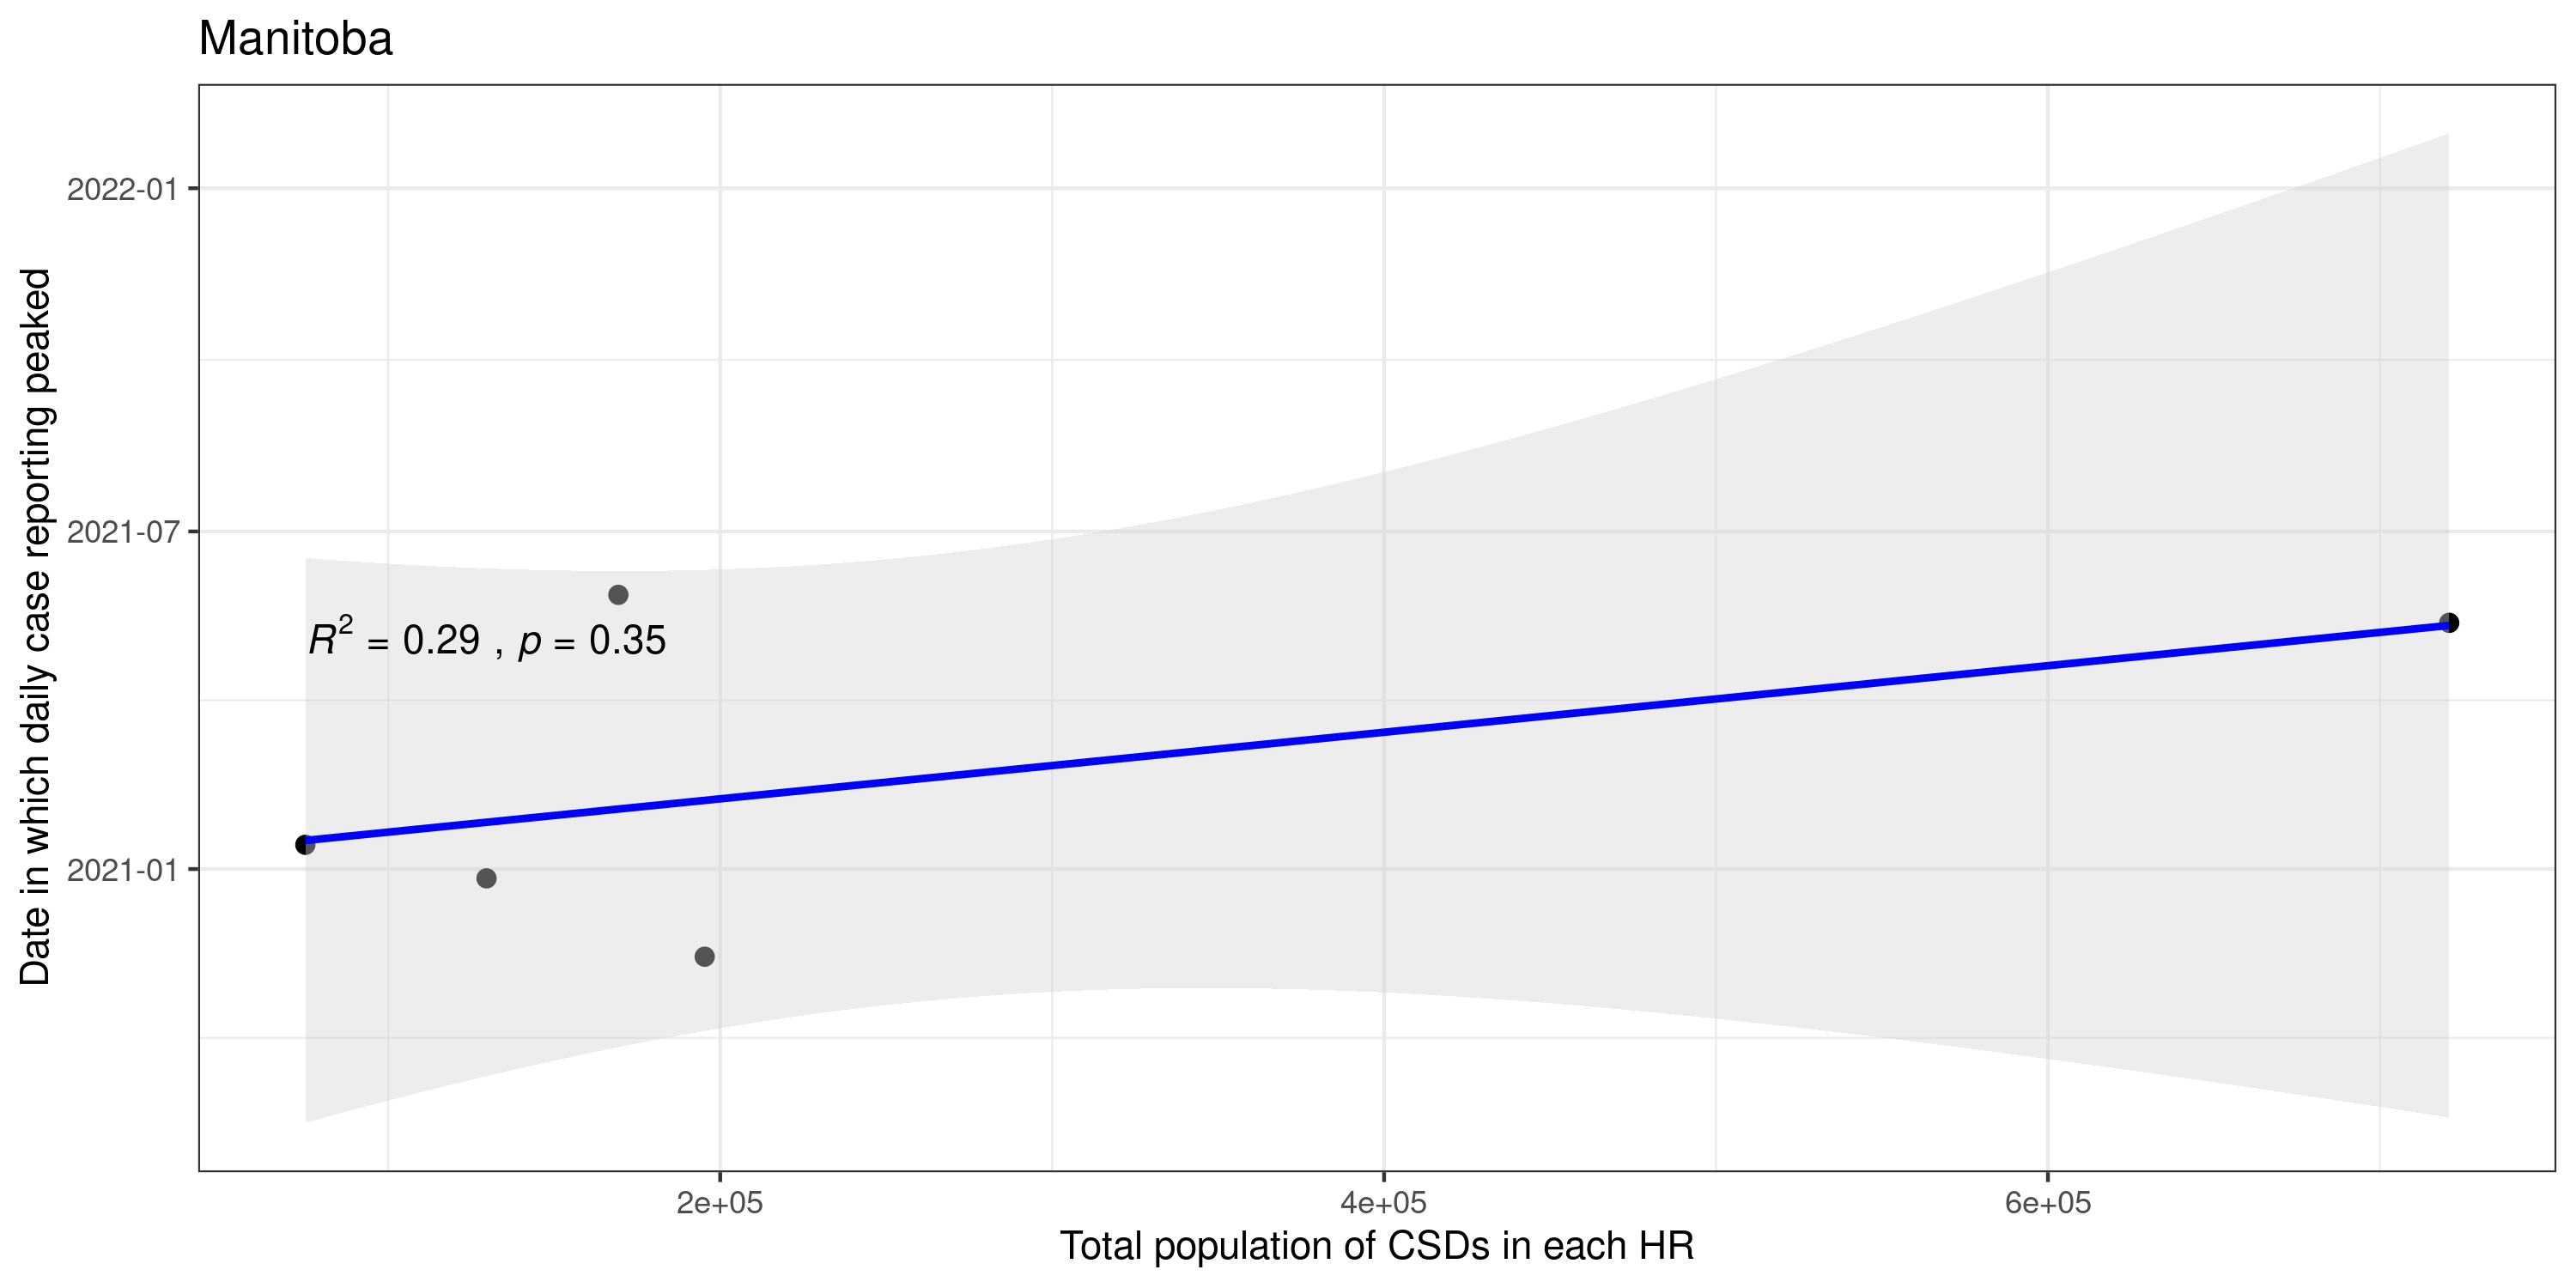 Manitoba
Date in which daily case reporting peaked
2022-01
2021-07
2021-01
R² = 0.29 , p = 0.35
2e+05
4e+05
6e+05
Total population of CSDs in each HR